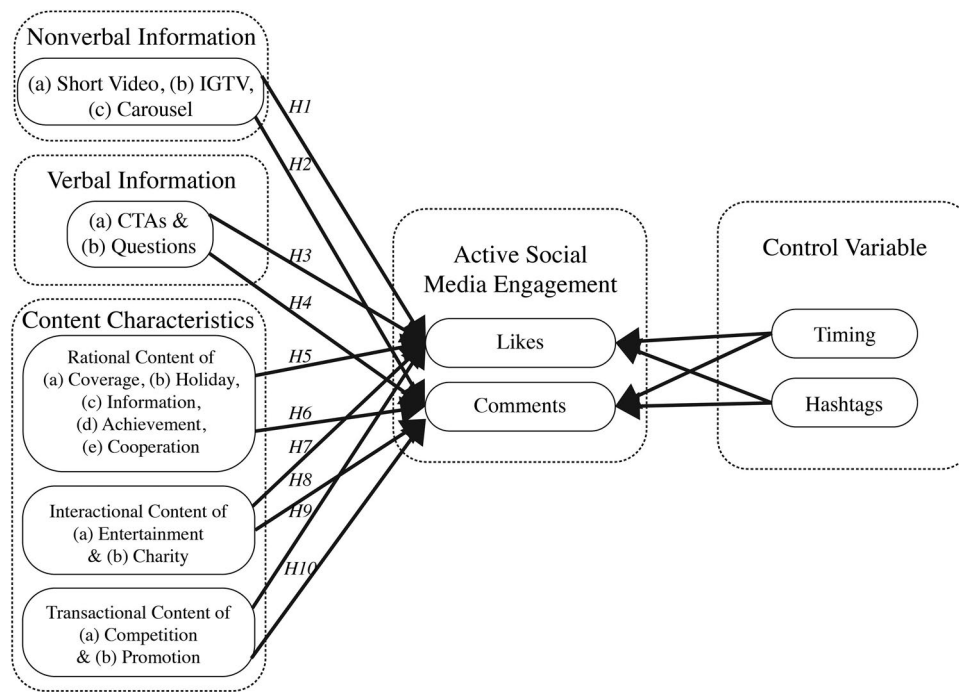 Nonverbal Information
(a) Short Video, (b) IGTV,
(c) Carousel
H1
H2
Verbal Information
(a) CTAs &
(b) Questions
H3
H4
Content Characteristics
Rational Content of
(a) Coverage, (b) Holiday,
(c) Information,
(d) Achievement,
(e) Cooperation
H5
H6
H7
H8
H9
H10
Interactional Content of
(a) Entertainment
& (b) Charity
Transactional Content of
(a) Competition
& (b) Promotion
Active Social
Media Engagement
Likes
Comments
Control Variable
Timing
Hashtags